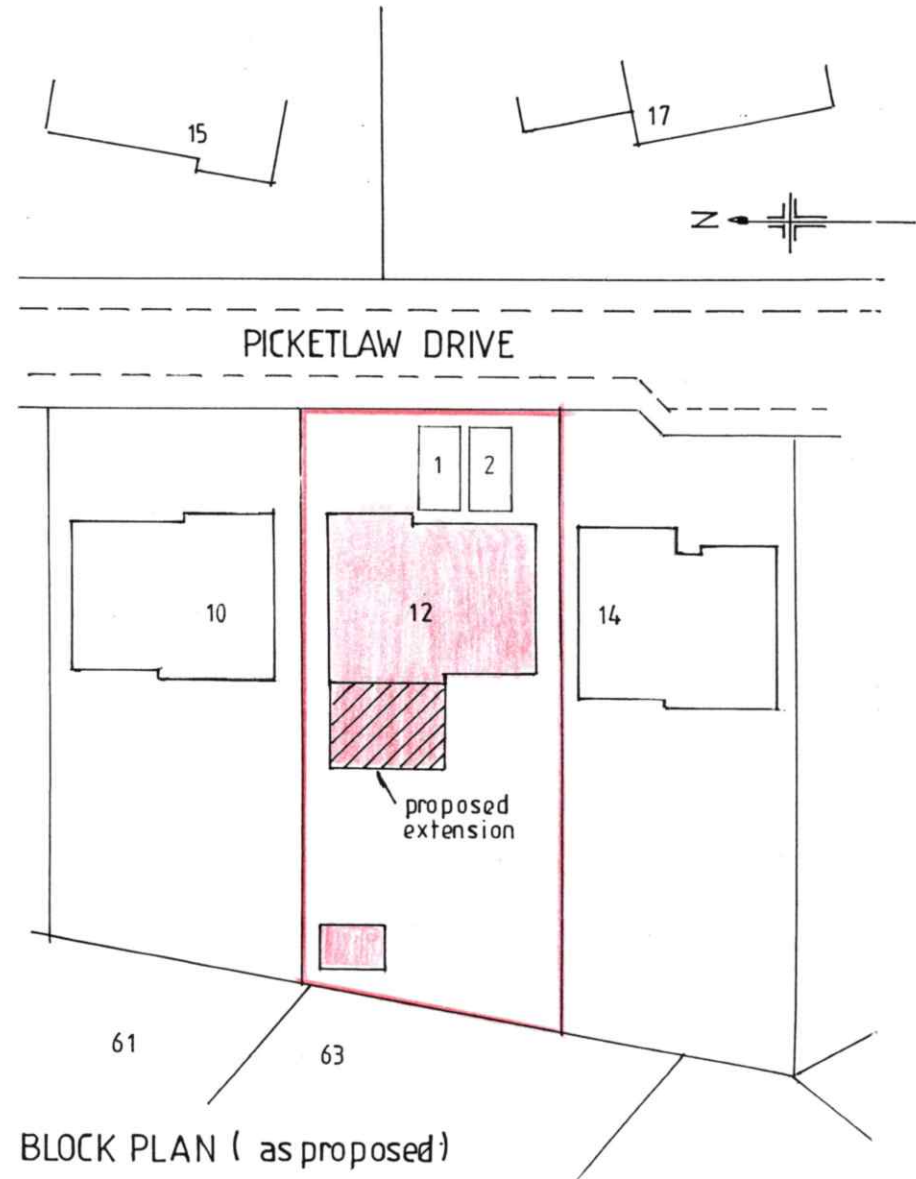 15
17
N
PICKETLAW DRIVE
1
2
10
12
14
proposed
extension
61
63
BLOCK PLAN ( as proposed)